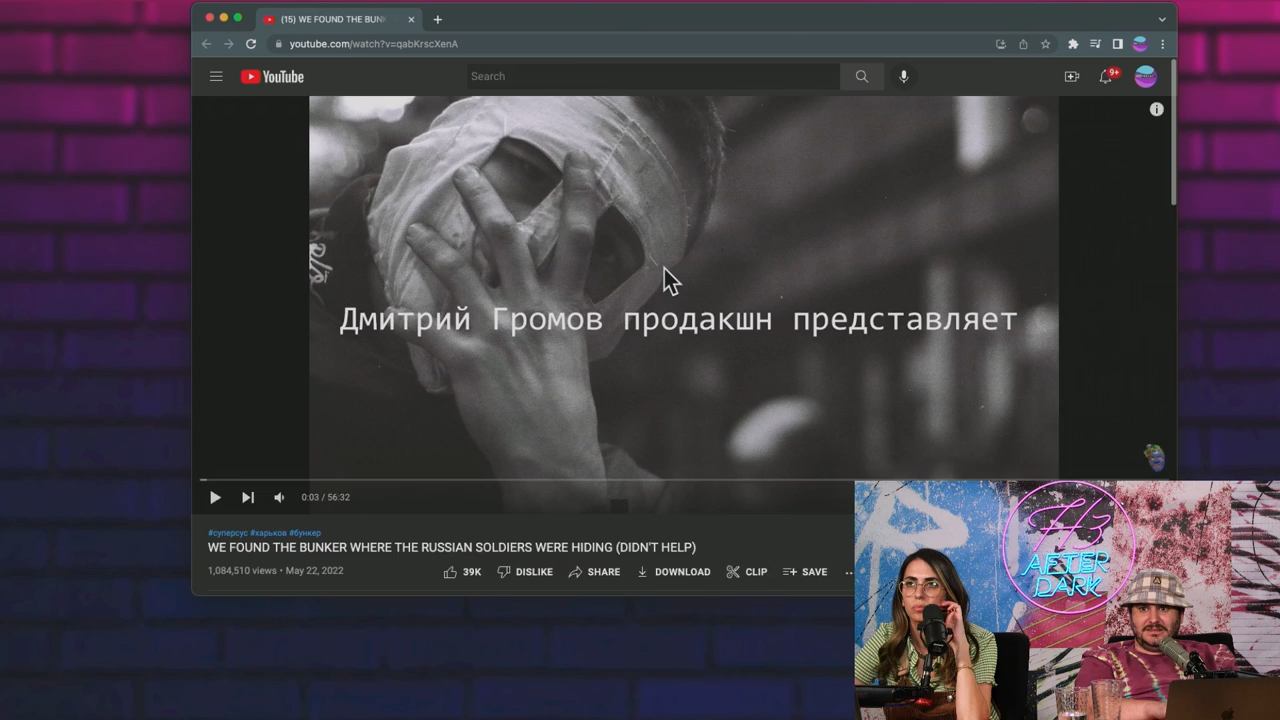 (15) WE FOUND THE BUN
youtube.com/watch?v=qabKrscXenA
YouTube
Search
9+
Дмитрий Громов продакшн представляет
0:03 / 56:32
#суперсус #харьков #бункер
WE FOUND THE BUNKER WHERE THE RUSSIAN SOLDIERS WERE HIDING (DIDN'T HELP)
1,084,510 views • May 22, 2022
39K DISLIKE SHARE DOWNLOAD CLIP SAVE ...
H3
AFTER
DARK